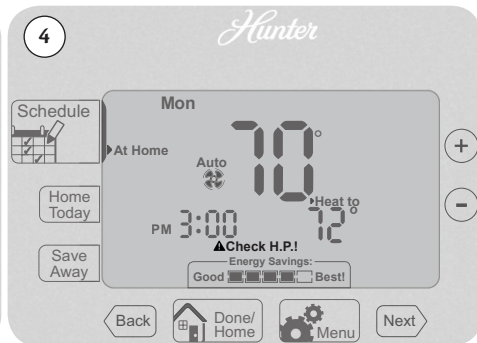 4
Hunter
Schedule
Mon
At Home
Auto
70°
Heat to
72°
PM 3:00
Check H.P.!
Energy Savings:
Good Best!
Home
Today
Save
Away
+
-
Back
Done/
Home
Menu
Next